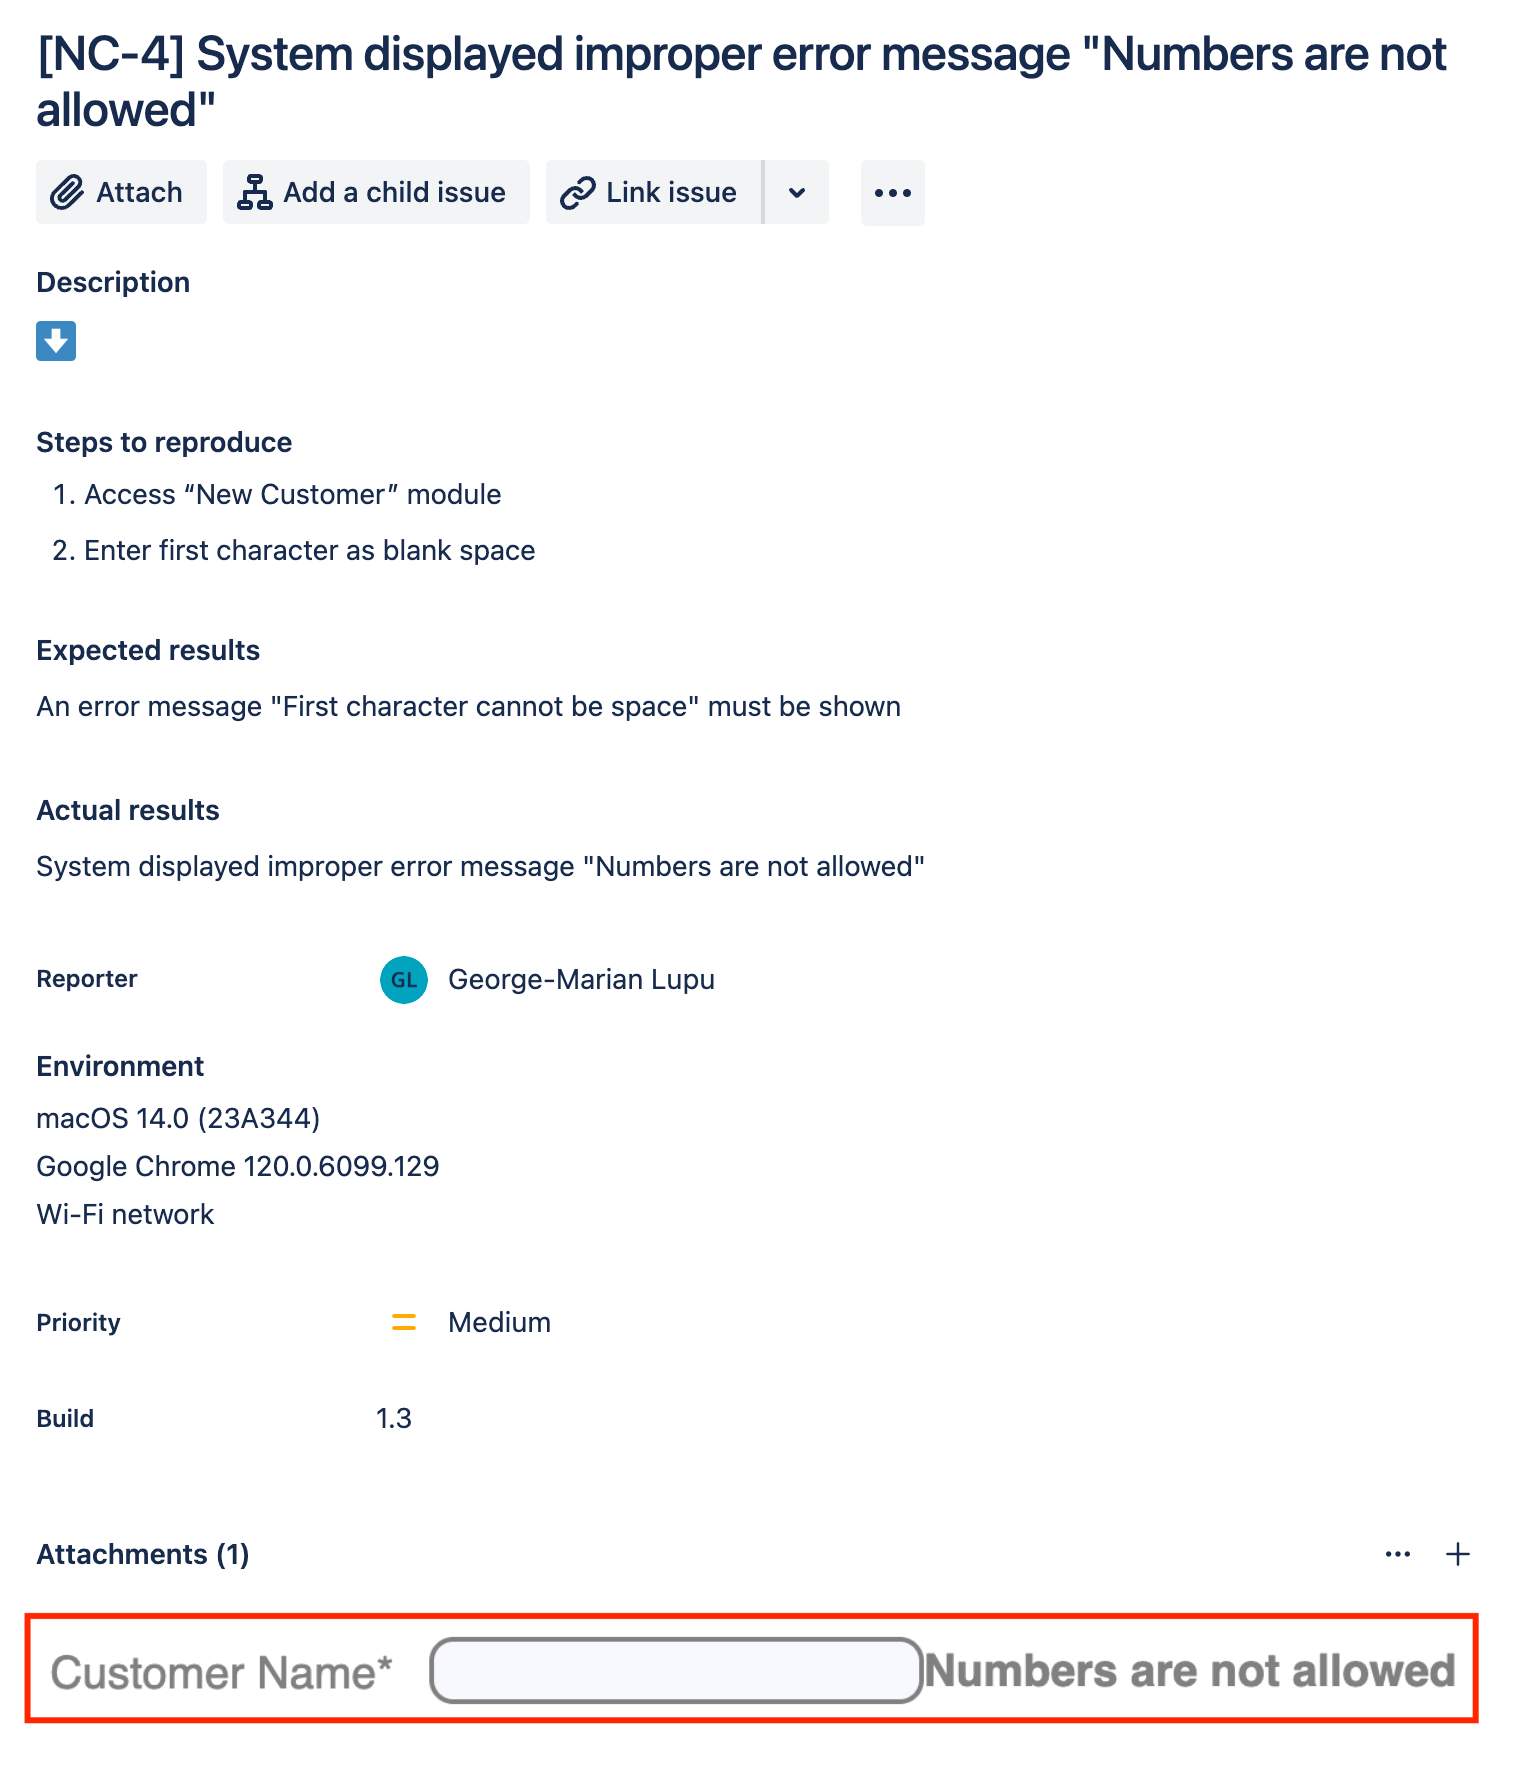 [NC-4] System displayed improper error message "Numbers are not
allowed"
Attach
Add a child issue
Link issue
Description
Steps to reproduce
1. Access “New Customer” module
2. Enter first character as blank space
Expected results
An error message "First character cannot be space" must be shown
Actual results
System displayed improper error message "Numbers are not allowed"
Reporter GL George-Marian Lupu
Environment
macOS 14.0 (23A344)
Google Chrome 120.0.6099.129
Wi-Fi network
Priority Medium
Build 1.3
Attachments (1)
Customer Name* Numbers are not allowed